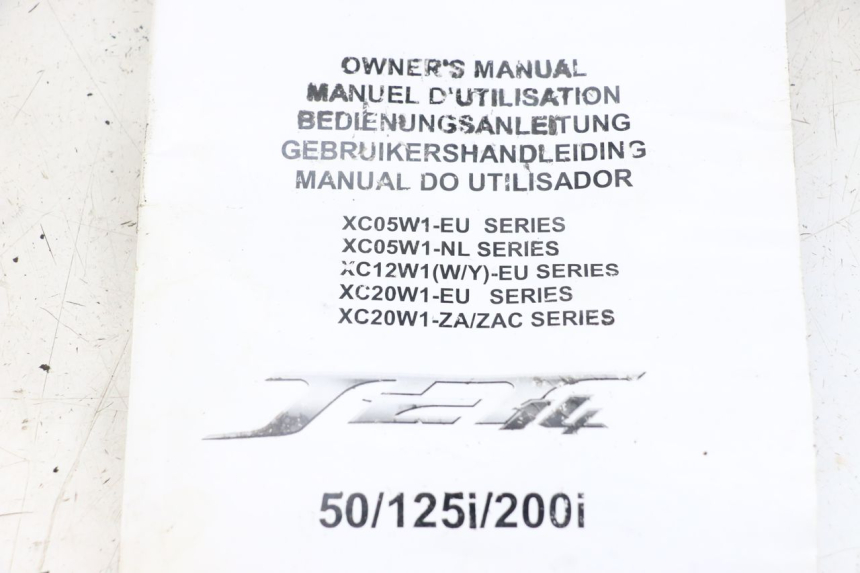 OWNER'S MANUAL
MANUEL D'UTILISATION
BEDIENUNGSANLEITUNG
GEBRUIKERSHANDLEIDING
MANUAL DO UTILISADOR
XC05W1-EU SERIES
XC05W1-NL SERIES
XC12W1(W/Y)-EU SERIES
XC20W1-EU SERIES
XC20W1-ZA/ZAC SERIES
JET14
50/125i/200i